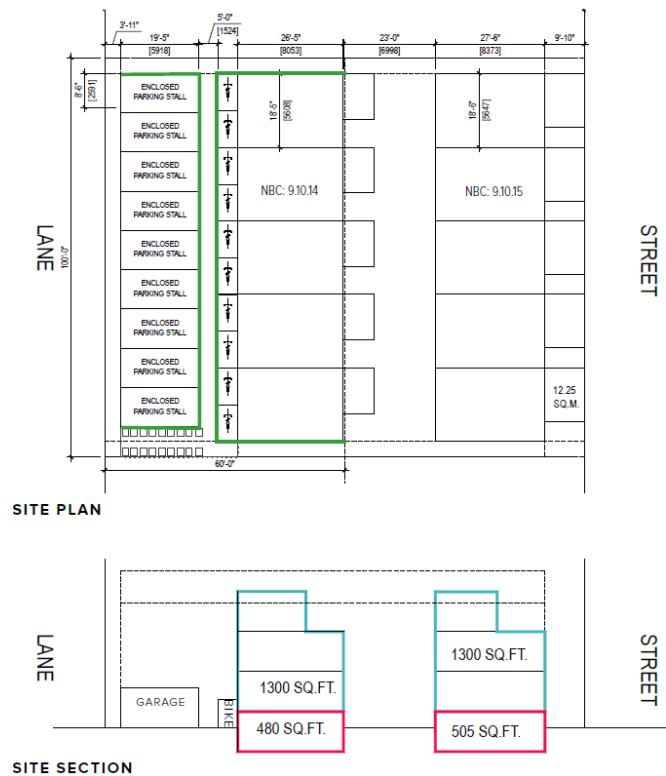 3'-11"
19'-5"
[5918]
5'-0"
[1524]
26'-5"
[8053]
23'-0"
[6998]
27'-6"
[8373]
9'-10"
8'-6"
[2591]
ENCLOSED
PARKING STALL
ENCLOSED
PARKING STALL
ENCLOSED
PARKING STALL
ENCLOSED
PARKING STALL
ENCLOSED
PARKING STALL
ENCLOSED
PARKING STALL
ENCLOSED
PARKING STALL
ENCLOSED
PARKING STALL
ENCLOSED
PARKING STALL
18'-5"
[5608]
18'-6"
[5647]
NBC: 9.10.14
NBC: 9.10.15
LANE
100'-0"
STREET
12.25
SQ.M.
60'-0"
SITE PLAN
LANE
GARAGE
BIKE
1300 SQ.FT.
480 SQ.FT.
1300 SQ.FT.
505 SQ.FT.
STREET
SITE SECTION